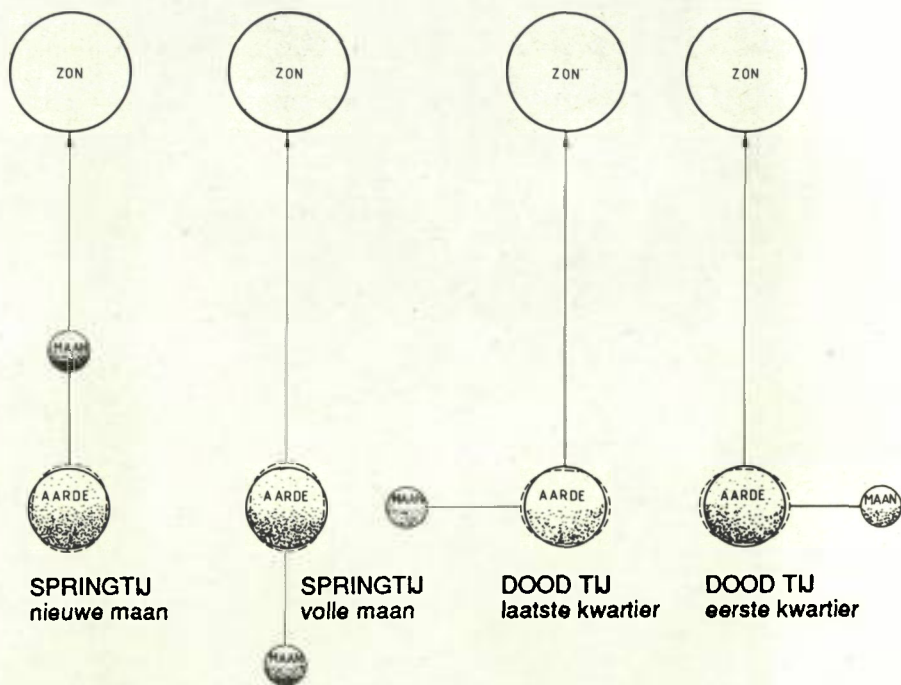 ZON
ZON
ZON
ZON
MAAN
AARDE
AARDE
MAAN
AARDE
AARDE
MAAN
SPRINGTIJ
nieuwe maan
SPRINGTIJ
volle maan
DOOD TIJ
laatste kwartier
DOOD TIJ
eerste kwartier
MAAN